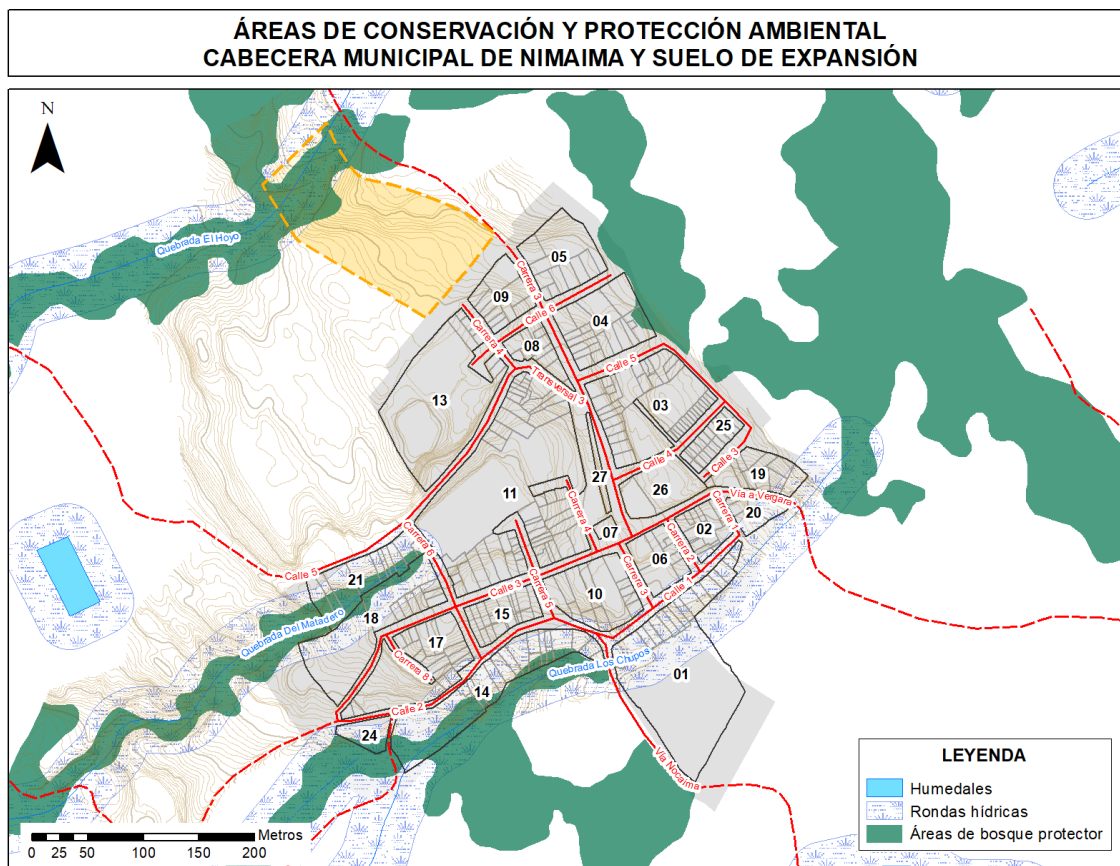 ÁREAS DE CONSERVACIÓN Y PROTECCIÓN AMBIENTAL
CABECERA MUNICIPAL DE NIMAIMA Y SUELO DE EXPANSIÓN
N
Quebrada El Hoyo
05
Carrera 3
09
Calle 6
04
Carrera 4
08
Calle 5
Transversal 3
13
03
25
Calle 4
Calle 3
19
27
11
26
Vía a Vergara
Carrera 4
Carrera 1
20
07
02
Carrera 6
Carrera 2
06
Calle 5
21
Calle 3
Carrera 5
10
Carrera 3
Calle 1
Quebrada Del Matadero
18
15
17
Carrera 8
Quebrada Los Chupos
01
14
Calle 2
24
Vía Nocaima
LEYENDA
Humedales
Rondas hídricas
Áreas de bosque protector
Metros
0 25 50 100 150 200